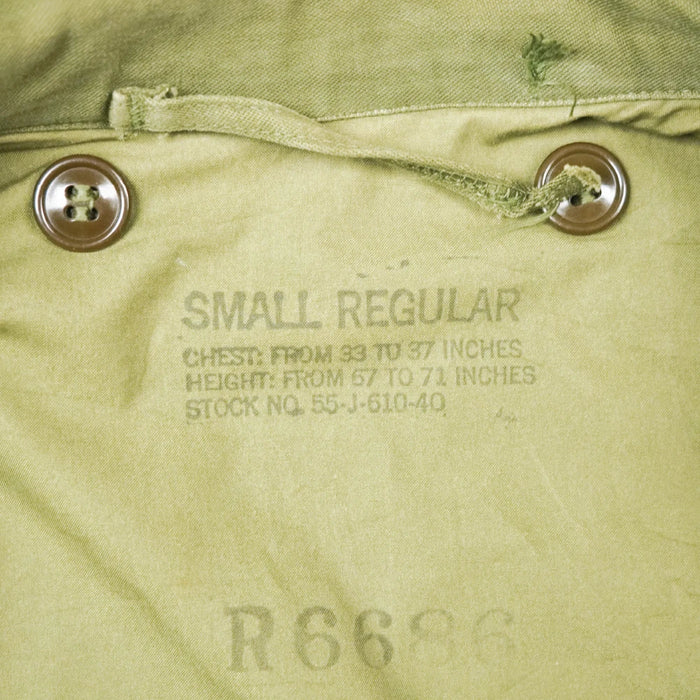 SMALL REGULAR
CHEST: FROM 33 TO 37 INCHES
HEIGHT: FROM 67 TO 71 INCHES
STOCK NO. 55-J-610-40
R6686